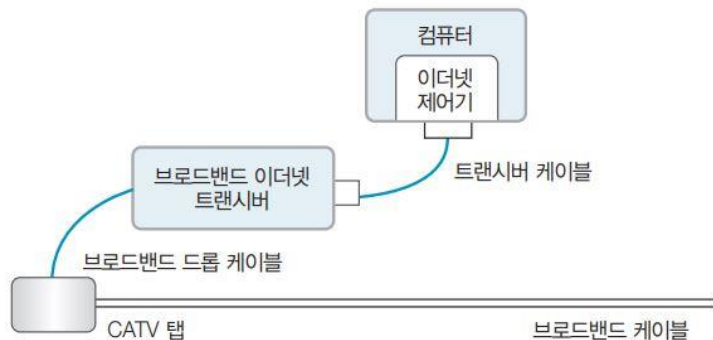 컴퓨터
이더넷
제어기
브로드밴드 이더넷
트랜시버
트랜시버 케이블
브로드밴드 드롭 케이블
CATV 탭
브로드밴드 케이블